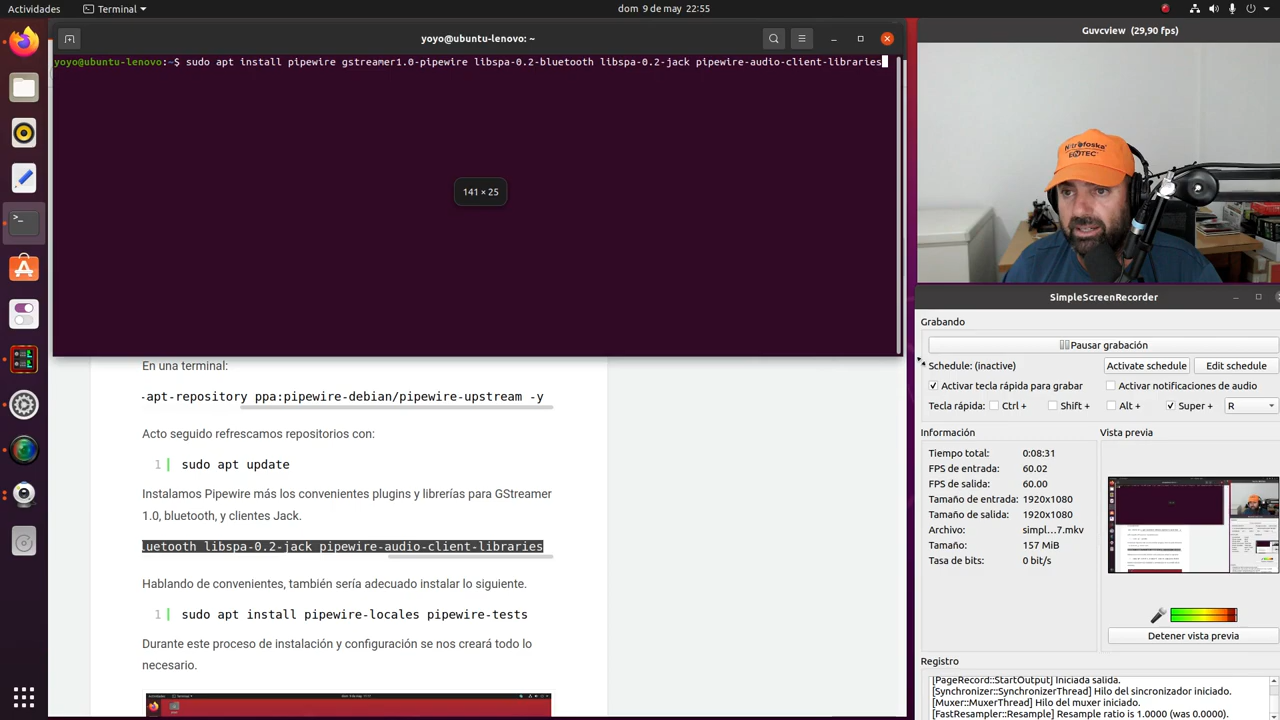 Actividades
Terminal
dom 9 de may 22:55
yoyo@ubuntu-lenovo: ~
yoyo@ubuntu-lenovo:~$ sudo apt install pipewire gstreamer1.0-pipewire libspa-0.2-bluetooth libspa-0.2-jack pipewire-audio-client-libraries
141 × 25
En una terminal:
-apt-repository ppa:pipewire-debian/pipewire-upstream -y
Acto seguido refrescamos repositorios con:
1 sudo apt update
Instalamos Pipewire más los convenientes plugins y librerías para GStreamer
1.0, bluetooth, y clientes Jack.
luetooth libspa-0.2-jack pipewire-audio-client-libraries
Hablando de convenientes, también sería adecuado instalar lo siguiente.
1 sudo apt install pipewire-locales pipewire-tests
Durante este proceso de instalación y configuración se nos creará todo lo
necesario.
Guvcview (29,90 fps)
Nitrofoska
SimpleScreenRecorder
Grabando
Pausar grabación
Schedule: (inactive)
Activate schedule
Edit schedule
Activar tecla rápida para grabar
Activar notificaciones de audio
Tecla rápida:
Ctrl +
Shift +
Alt +
Super +
R
Información
Vista previa
Tiempo total: 0:08:31
FPS de entrada: 60.02
FPS de salida: 60.00
Tamaño de entrada: 1920x1080
Tamaño de salida: 1920x1080
Archivo: simpl...7.mkv
Tamaño: 157 MiB
Tasa de bits: 0 bit/s
Detener vista previa
Registro
[PageRecord::StartOutput] Iniciada salida.
[Synchronizer::SynchronizerThread] Hilo del sincronizador iniciado.
[Muxer::MuxerThread] Hilo del muxer iniciado.
[FastResampler::Resample] Resample ratio is 1.0000 (was 0.0000).